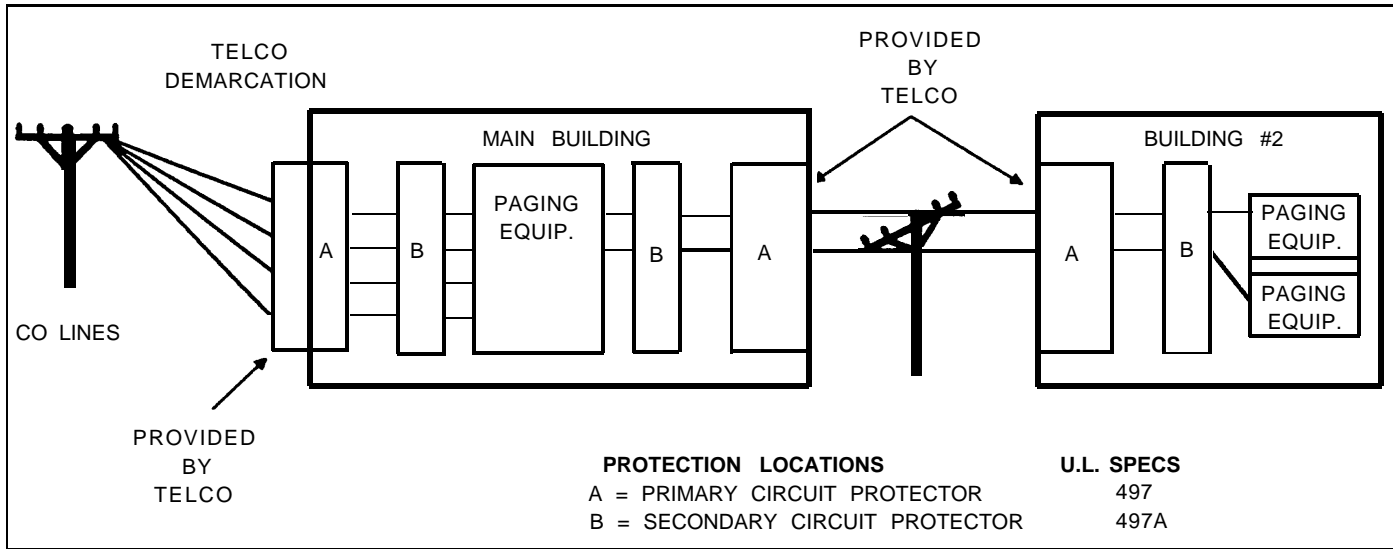 TELCO
DEMARCATION
PROVIDED
BY
TELCO
MAIN BUILDING
BUILDING #2
PAGING
EQUIP.
A
B
B
A
A
B
PAGING
EQUIP.
PAGING
EQUIP.
CO LINES
PROVIDED
BY
TELCO
PROTECTION LOCATIONS U.L. SPECS
A = PRIMARY CIRCUIT PROTECTOR 497
B = SECONDARY CIRCUIT PROTECTOR 497A